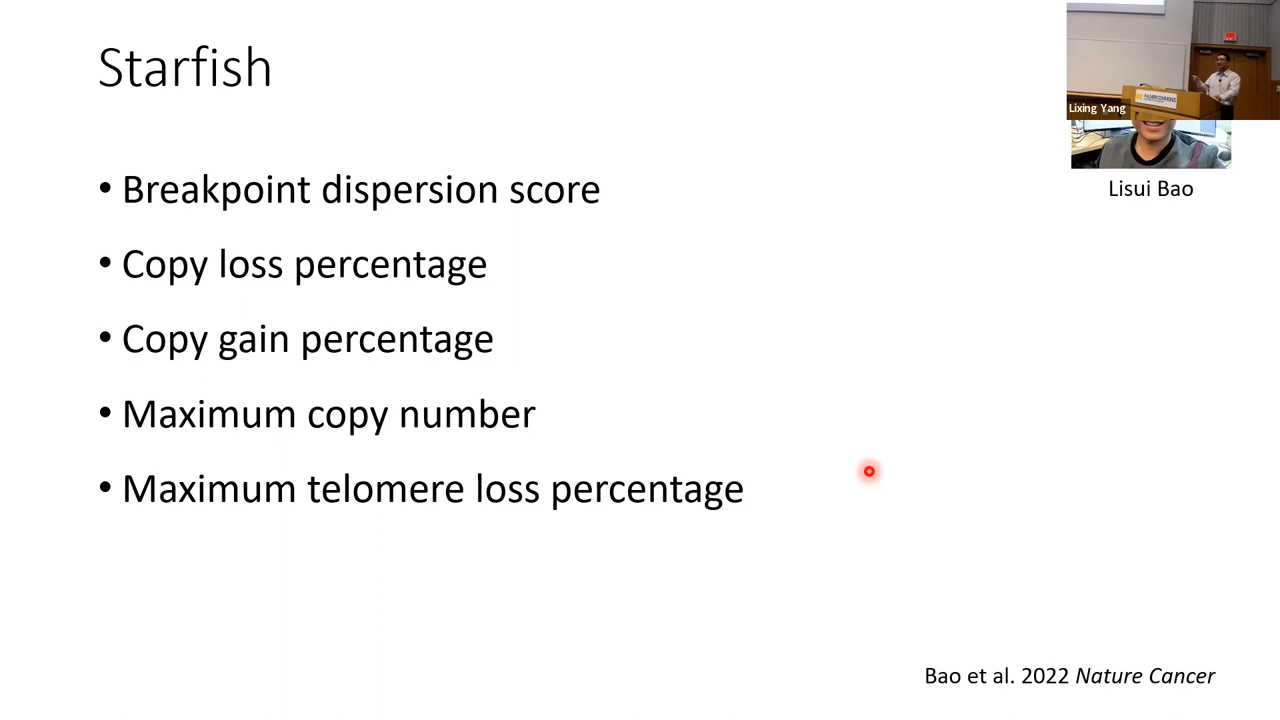 Starfish
• Breakpoint dispersion score
• Copy loss percentage
• Copy gain percentage
• Maximum copy number
• Maximum telomere loss percentage
Lixing Yang
Lisui Bao
Bao et al. 2022 Nature Cancer